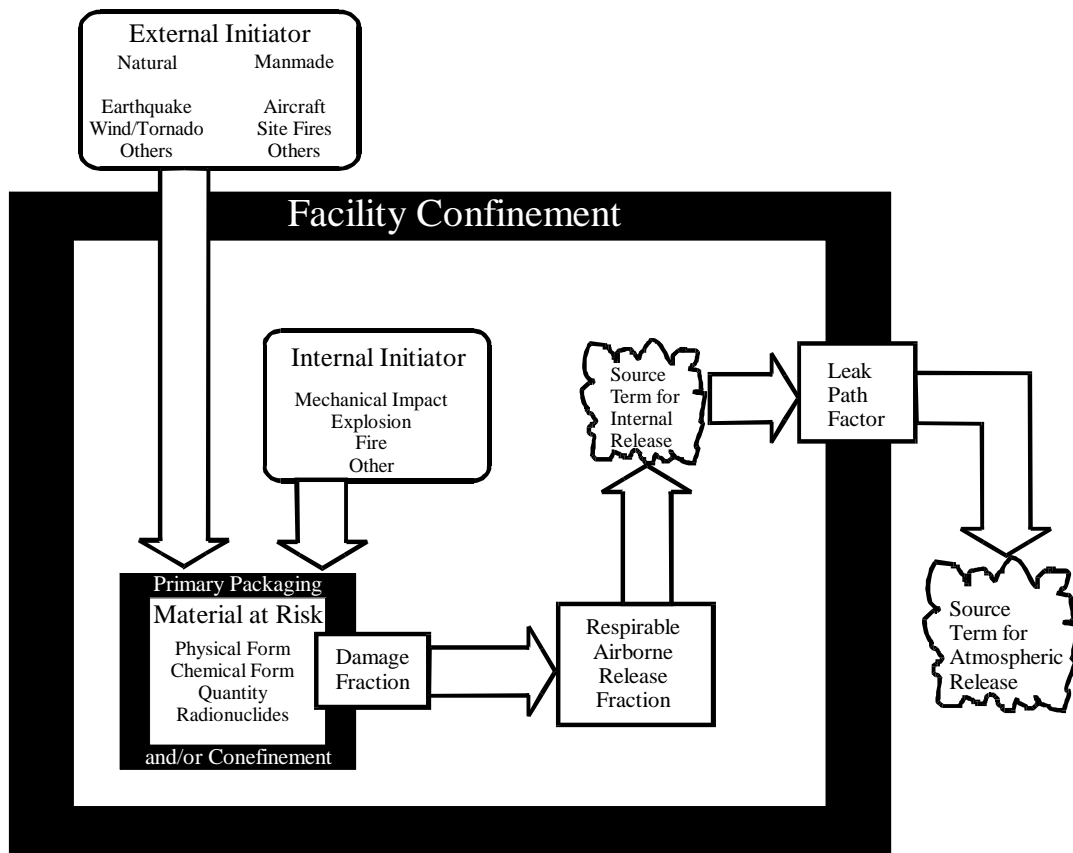 External Initiator
Natural Manmade
Earthquake Aircraft
Wind/Tornado Site Fires
Others Others
Facility Confinement
Internal Initiator
Mechanical Impact
Explosion
Fire
Other
Primary Packaging
Material at Risk
Physical Form
Chemical Form
Quantity
Radionuclides
and/or Conefinement
Damage
Fraction
Respirable
Airborne
Release
Fraction
Source
Term for
Internal
Release
Leak
Path
Factor
Source
Term for
Atmospheric
Release